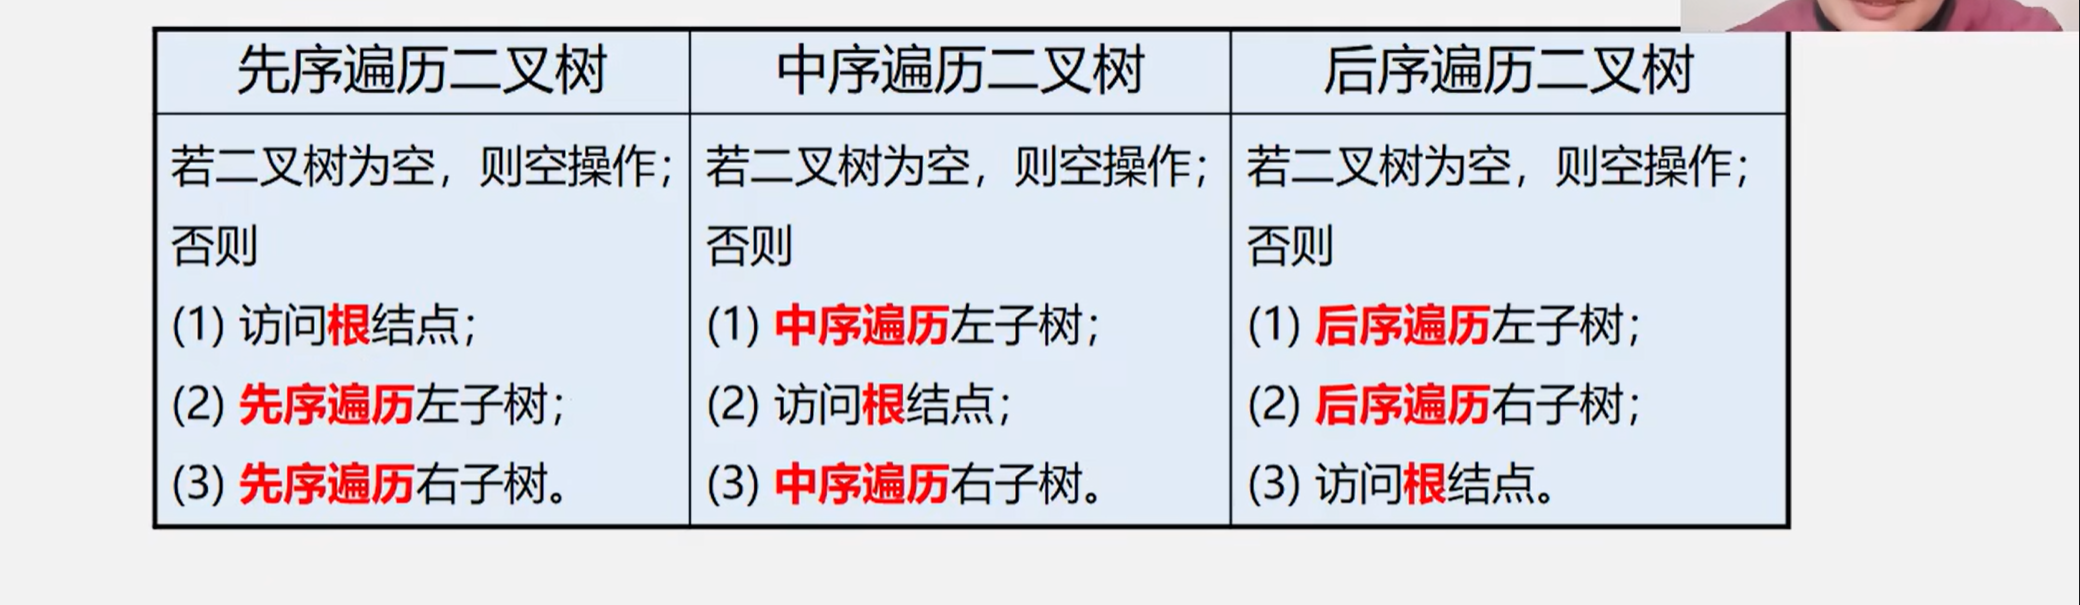 先序遍历二叉树
若二叉树为空，则空操作；
否则
(1) 访问根结点；
(2) 先序遍历左子树；
(3) 先序遍历右子树。
中序遍历二叉树
若二叉树为空，则空操作；
否则
(1) 中序遍历左子树；
(2) 访问根结点；
(3) 中序遍历右子树。
后序遍历二叉树
若二叉树为空，则空操作；
否则
(1) 后序遍历左子树；
(2) 后序遍历右子树；
(3) 访问根结点。